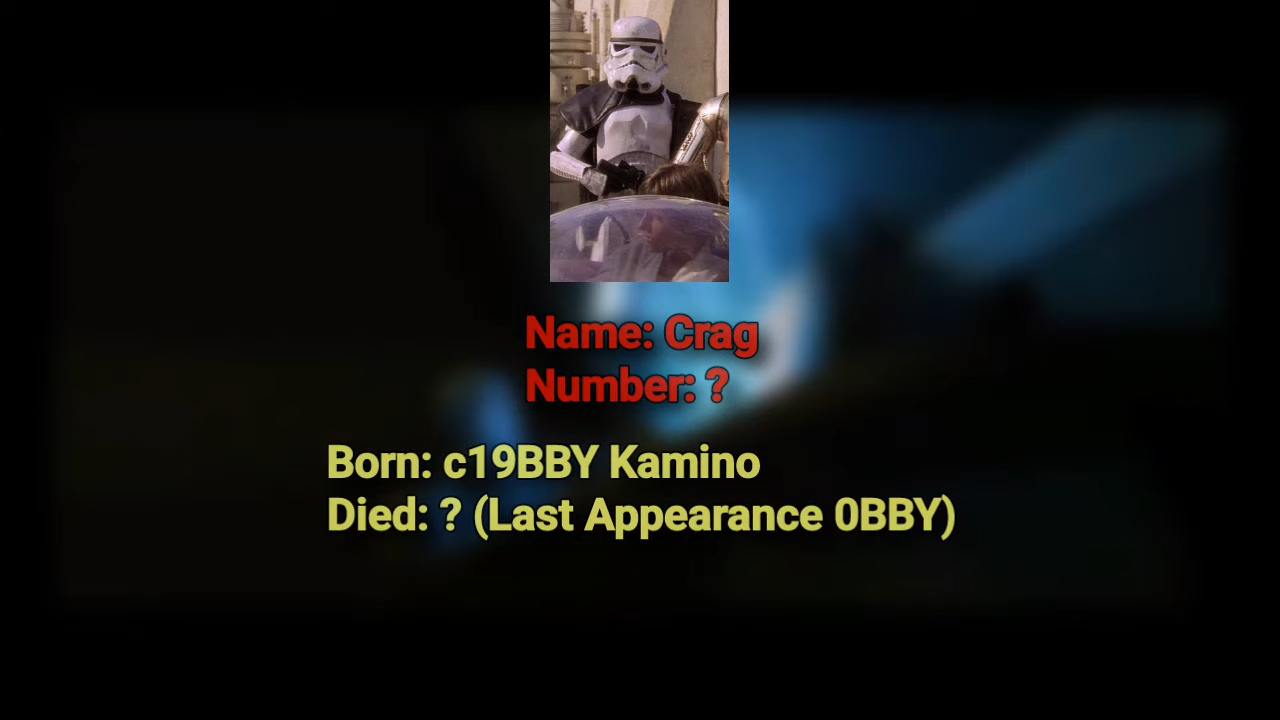 Name: Crag
Number: ?
Born: c19BBY Kamino
Died: ? (Last Appearance 0BBY)